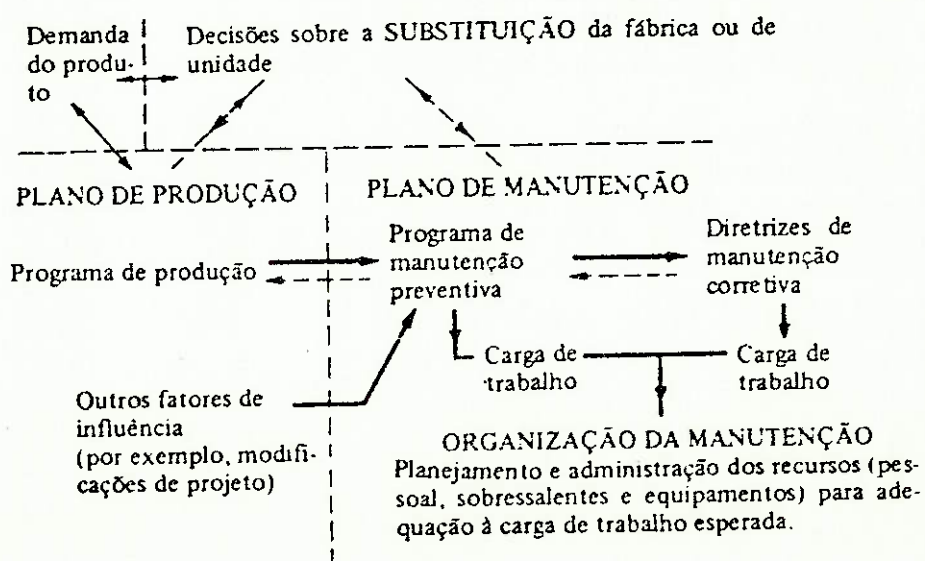 Demanda
do produ-
to
Decisões sobre a SUBSTITUIÇÃO da fábrica ou de
unidade
PLANO DE PRODUÇÃO
PLANO DE MANUTENÇÃO
Programa de produção
Programa de
manutenção
preventiva
Diretrizes de
manutenção
corretiva
Carga de
trabalho
Carga de
trabalho
Outros fatores de
influência
(por exemplo, modifi-
cações de projeto)
ORGANIZAÇÃO DA MANUTENÇÃO
Planejamento e administração dos recursos (pes-
soal, sobressalentes e equipamentos) para ade-
quação à carga de trabalho esperada.